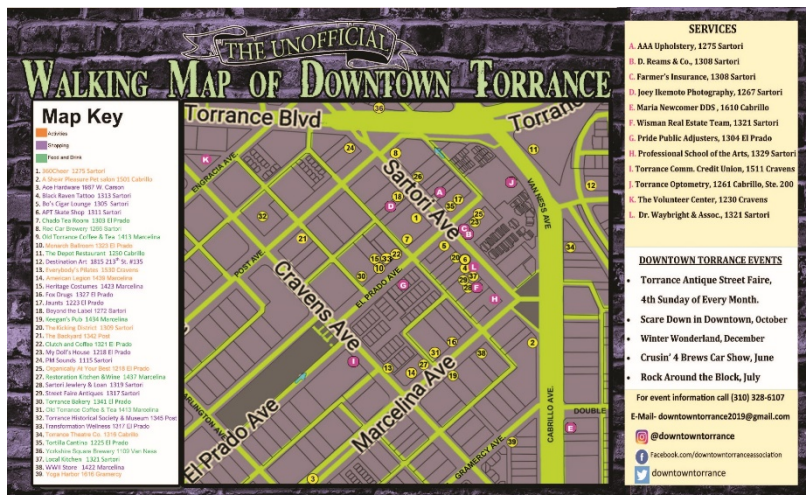 THE UNOFFICIAL
WALKING MAP OF DOWNTOWN TORRANCE
Map Key
Activities
Shopping
Food and Drink
1. 360Cheer 1275 Sartori
2. A Sheer Pleasure Pet salon 1501 Cabrillo
3. Ace Hardware 1887 W. Carson
4. Black Raven Tattoo 1313 Sartori
5. Bo's Cigar Lounge 1305 Sartori
6. APT Skate Shop 1311 Sartori
7. Chado Tea Room 1303 El Prado
8. Red Car Brewery 1266 Sartori
9. Old Torrance Coffee & Tea 1413 Marcelina
10. Monarch Ballroom 1325 El Prado
11. The Depot Restaurant 1250 Cabrillo
12. Destination Art 1815 213th St. #135
13. Everybody's Pilates 1530 Cravens
14. American Legion 1439 Marcelina
15. Heritage Costumes 1423 Marcelina
16. Fox Drugs 1327 El Prado
17. Jaunts 1223 El Prado
18. Beyond the Label 1272 Sartori
19. Keegan's Pub 1434 Marcelina
20. The Kicking District 1309 Sartori
21. The Backyard 1342 Post
22. Clutch and Coffee 1321 El Prado
23. My Doll's House 1218 El Prado
24. PM Sounds 1115 Sartori
25. Organically At Your Best 1216 El Prado
27. Restoration Kitchen &Wine 1437 Marcelina
28. Sartori Jewlery & Loan 1319 Sartori
29. Street Faire Antiques 1317 Sartori
30. Torrance Bakery 1341 El Prado
31. Old Torrance Coffee & Tea 1413 Marcelina
32. Torrance Historical Society & Museum 1345 Post
33. Transformation Wellness 1317 El Prado
34. Torrance Theatre Co. 1316 Cabrillo
35. Tortilla Cantina 1225 El Prado
36. Yorkshire Square Brewery 1109 Van Ness
37. Local Kitchen 1321 Sartori
38. WWII Store 1422 Marcelina
39. Yoga Harbor 1616 Gramercy
Torrance Blvd
Torrance
ENGRACIA AVE
Sartori Ave
VAN NESS AVE
POST AVE.
Cravens Ave
EL PRADO AVE
Marcelina Ave
El Prado Ave
ARLINGTON AVE
GRAMERCY AVE
CABRILLO AVE.
DOUBLE
SERVICES
A. AAA Upholstery, 1275 Sartori
B. D. Reams & Co., 1308 Sartori
C. Farmer's Insurance, 1308 Sartori
D. Joey Ikemoto Photography, 1267 Sartori
E. Maria Newcomer DDS , 1610 Cabrillo
F. Wisman Real Estate Team, 1321 Sartori
G. Pride Public Adjusters, 1304 El Prado
H. Professional School of the Arts, 1329 Sartori
I. Torrance Comm. Credit Union, 1511 Cravens
J. Torrance Optometry, 1261 Cabrillo, Ste. 200
K. The Volunteer Center, 1230 Cravens
L. Dr. Waybright & Assoc., 1321 Sartori
DOWNTOWN TORRANCE EVENTS
• Torrance Antique Street Faire,
4th Sunday of Every Month.
• Scare Down in Downtown, October
• Winter Wonderland, December
• Crusin' 4 Brews Car Show, June
• Rock Around the Block, July
For event information call (310) 328-6107
E-Mail- downtowntorrance2019@gmail.com
@downtowntorrance
Facebook.com/downtowntorranceassociation
downtowntorrance